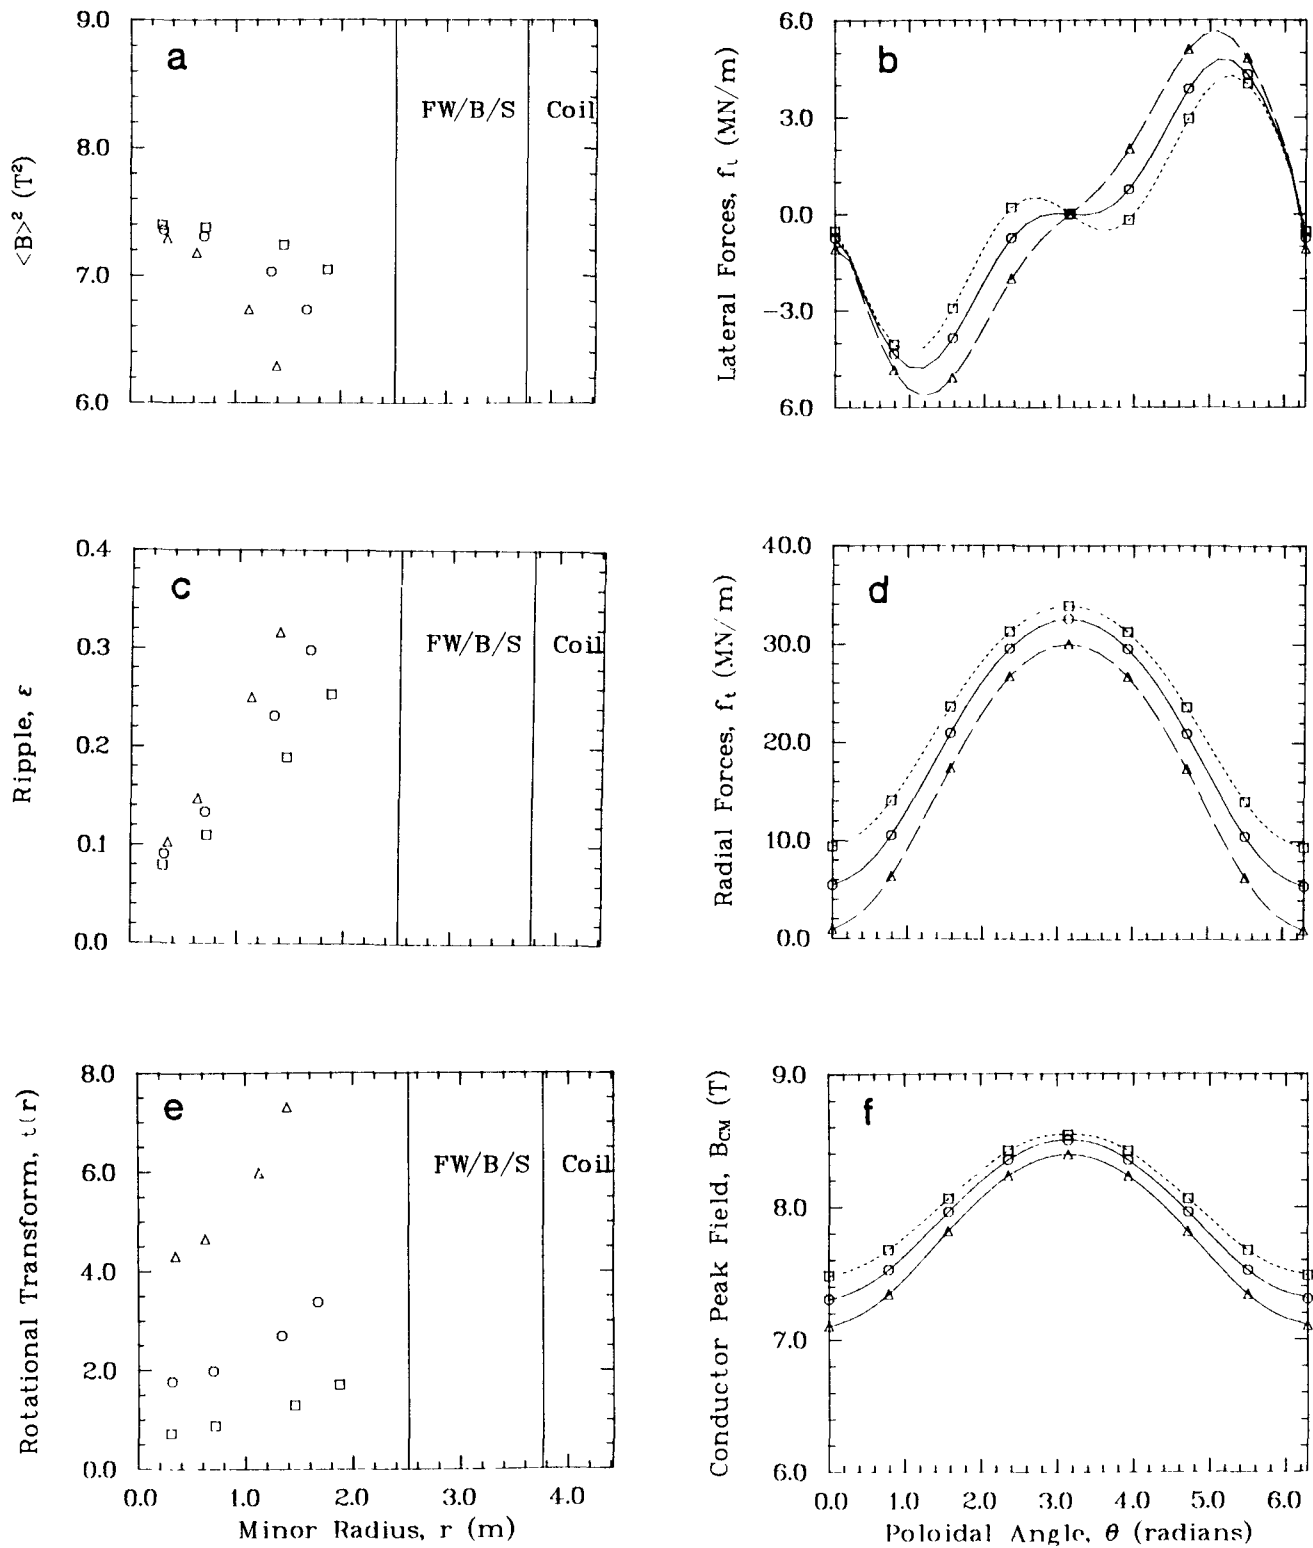 a
9.0
8.0
7.0
6.0
<B>² (T²)
FW/B/S
Coil
b
6.0
3.0
0.0
−3.0
6.0
Lateral Forces, fι (MN/m)
c
0.4
0.3
0.2
0.1
0.0
Ripple, ε
FW/B/S
Coil
d
40.0
30.0
20.0
10.0
0.0
Radial Forces, fₜ (MN/m)
e
8.0
6.0
4.0
2.0
0.0
Rotational Transform, ι(r)
FW/B/S
Coil
0.0 1.0 2.0 3.0 4.0
Minor Radius, r (m)
f
9.0
8.0
7.0
6.0
Conductor Peak Field, BCM (T)
0.0 1.0 2.0 3.0 4.0 5.0 6.0
Poloidal Angle, θ (radians)